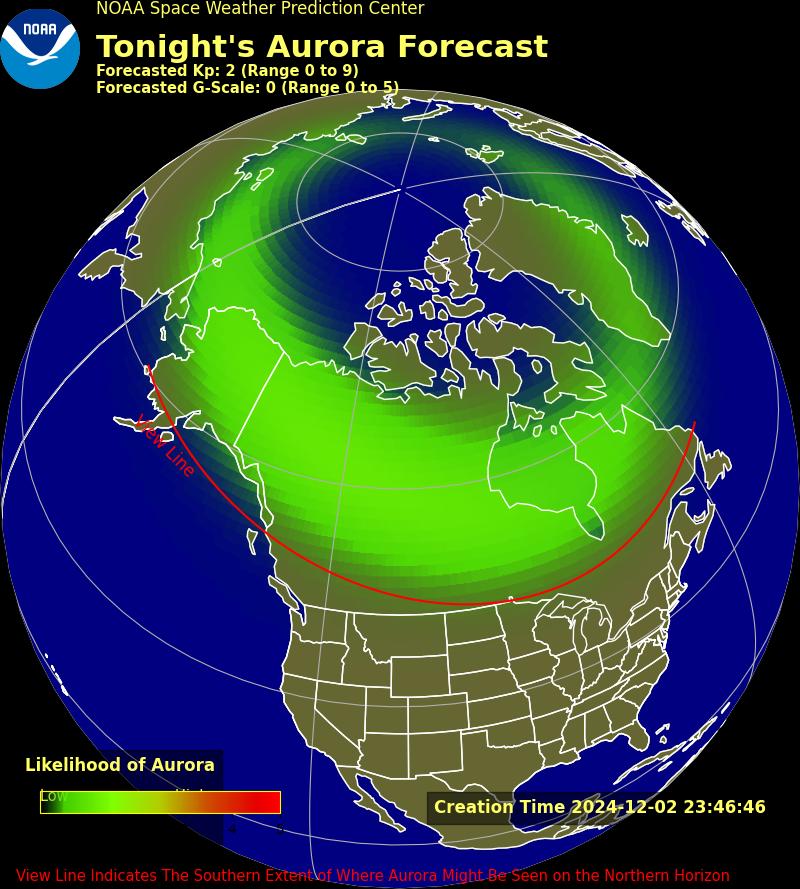 NOAA Space Weather Prediction Center
NOAA
Tonight's Aurora Forecast
Forecasted Kp: 2 (Range 0 to 9)
Forecasted G-Scale: 0 (Range 0 to 5)
View Line
Likelihood of Aurora
Low High
4
Creation Time 2024-12-02 23:46:46
View Line Indicates The Southern Extent of Where Aurora Might Be Seen on the Northern Horizon